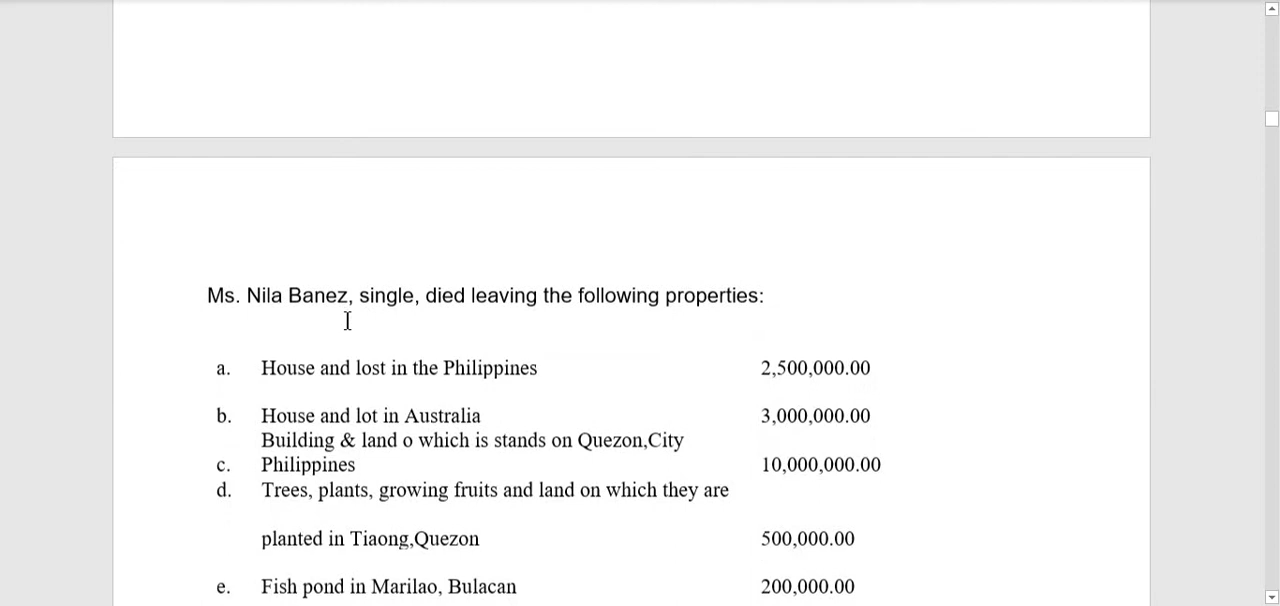 Ms. Nila Banez, single, died leaving the following properties:
a. House and lost in the Philippines 2,500,000.00
b. House and lot in Australia 3,000,000.00
Building & land o which is stands on Quezon,City
c. Philippines 10,000,000.00
d. Trees, plants, growing fruits and land on which they are
planted in Tiaong,Quezon 500,000.00
e. Fish pond in Marilao, Bulacan 200,000.00